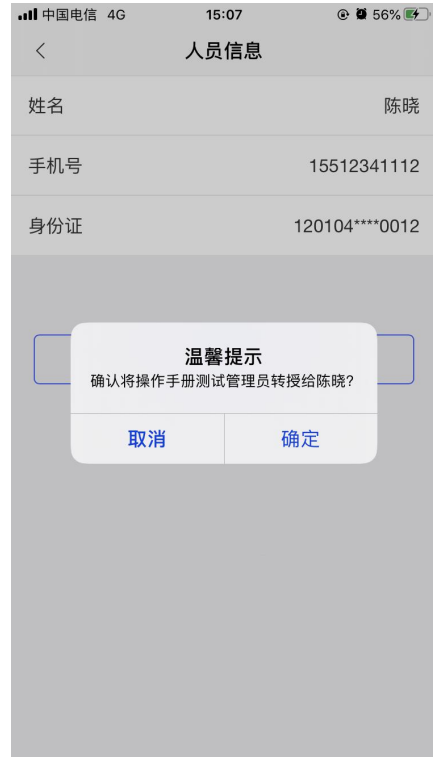 中国电信 4G 15:07 56%
人员信息
姓名 陈晓
手机号 15512341112
身份证 120104****0012
温馨提示
确认将操作手册测试管理员转授给陈晓?
取消 确定